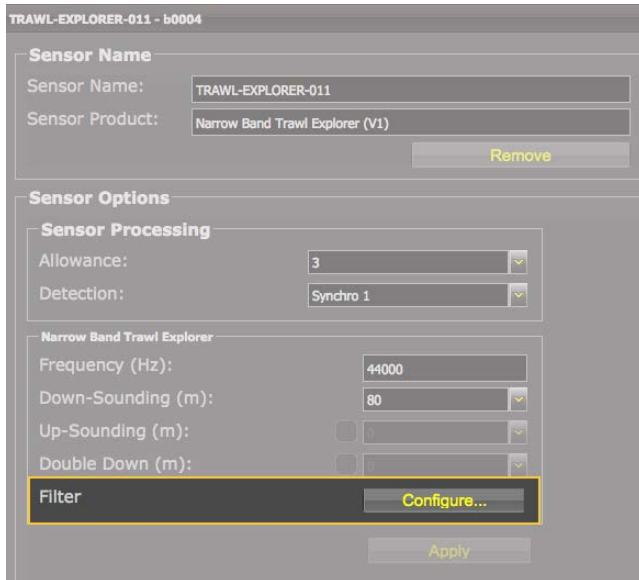 TRAWL-EXPLORER-011 - b0004
Sensor Name
Sensor Name: TRAWL-EXPLORER-011
Sensor Product: Narrow Band Trawl Explorer (V1)
Remove
Sensor Options
Sensor Processing
Allowance: 3
Detection: Synchro 1
Narrow Band Trawl Explorer
Frequency (Hz): 44000
Down-Sounding (m): 80
Up-Sounding (m): 0
Double Down (m): 0
Filter Configure...
Apply